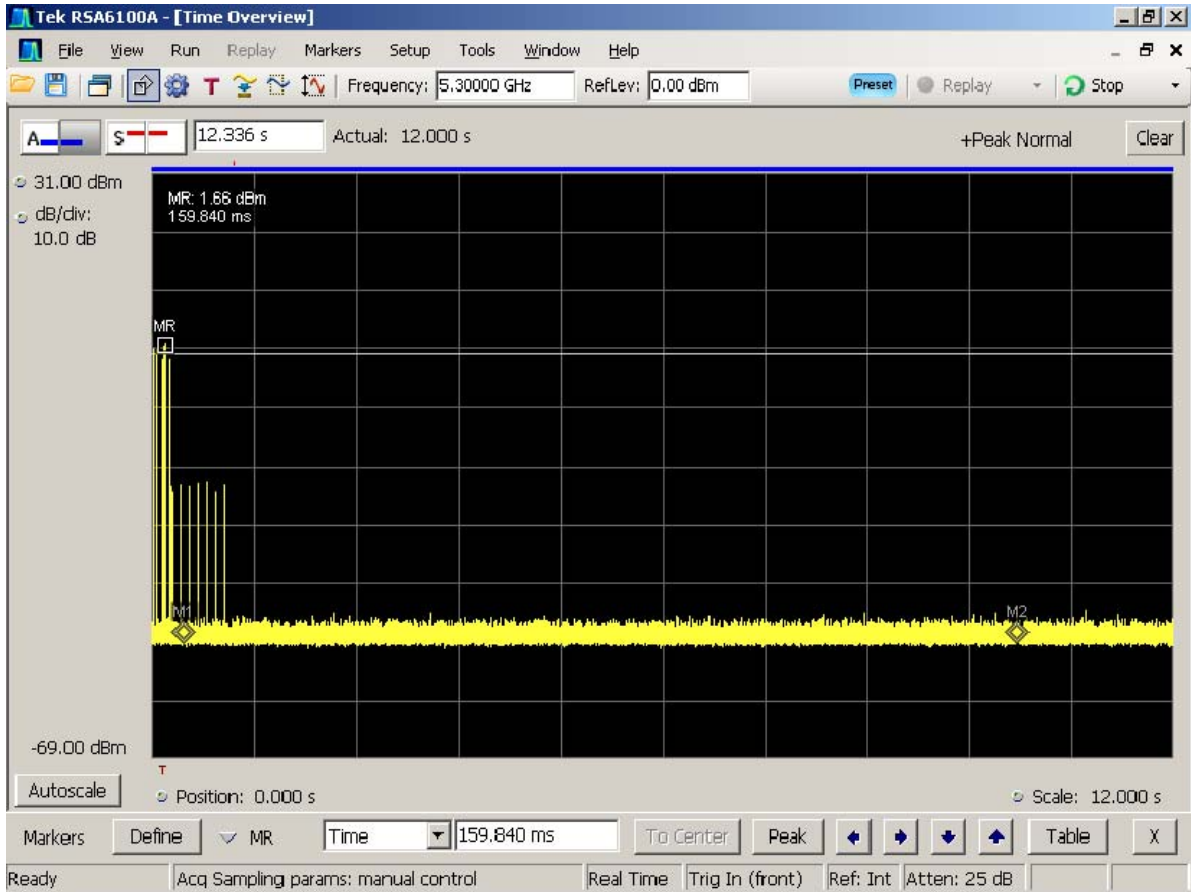 Tek RSA6100A - [Time Overview]
File View Run Replay Markers Setup Tools Window Help
Frequency: 5.30000 GHz RefLev: 0.00 dBm Preset Replay Stop
A S 12.336 s Actual: 12.000 s +Peak Normal Clear
31.00 dBm
dB/div:
10.0 dB
MR: 1.66 dBm
159.840 ms
MR
M1 M2
-69.00 dBm
T
Autoscale Position: 0.000 s Scale: 12.000 s
Markers Define MR Time 159.840 ms To Center Peak Table X
Ready Acq Sampling params: manual control Real Time Trig In (front) Ref: Int Atten: 25 dB